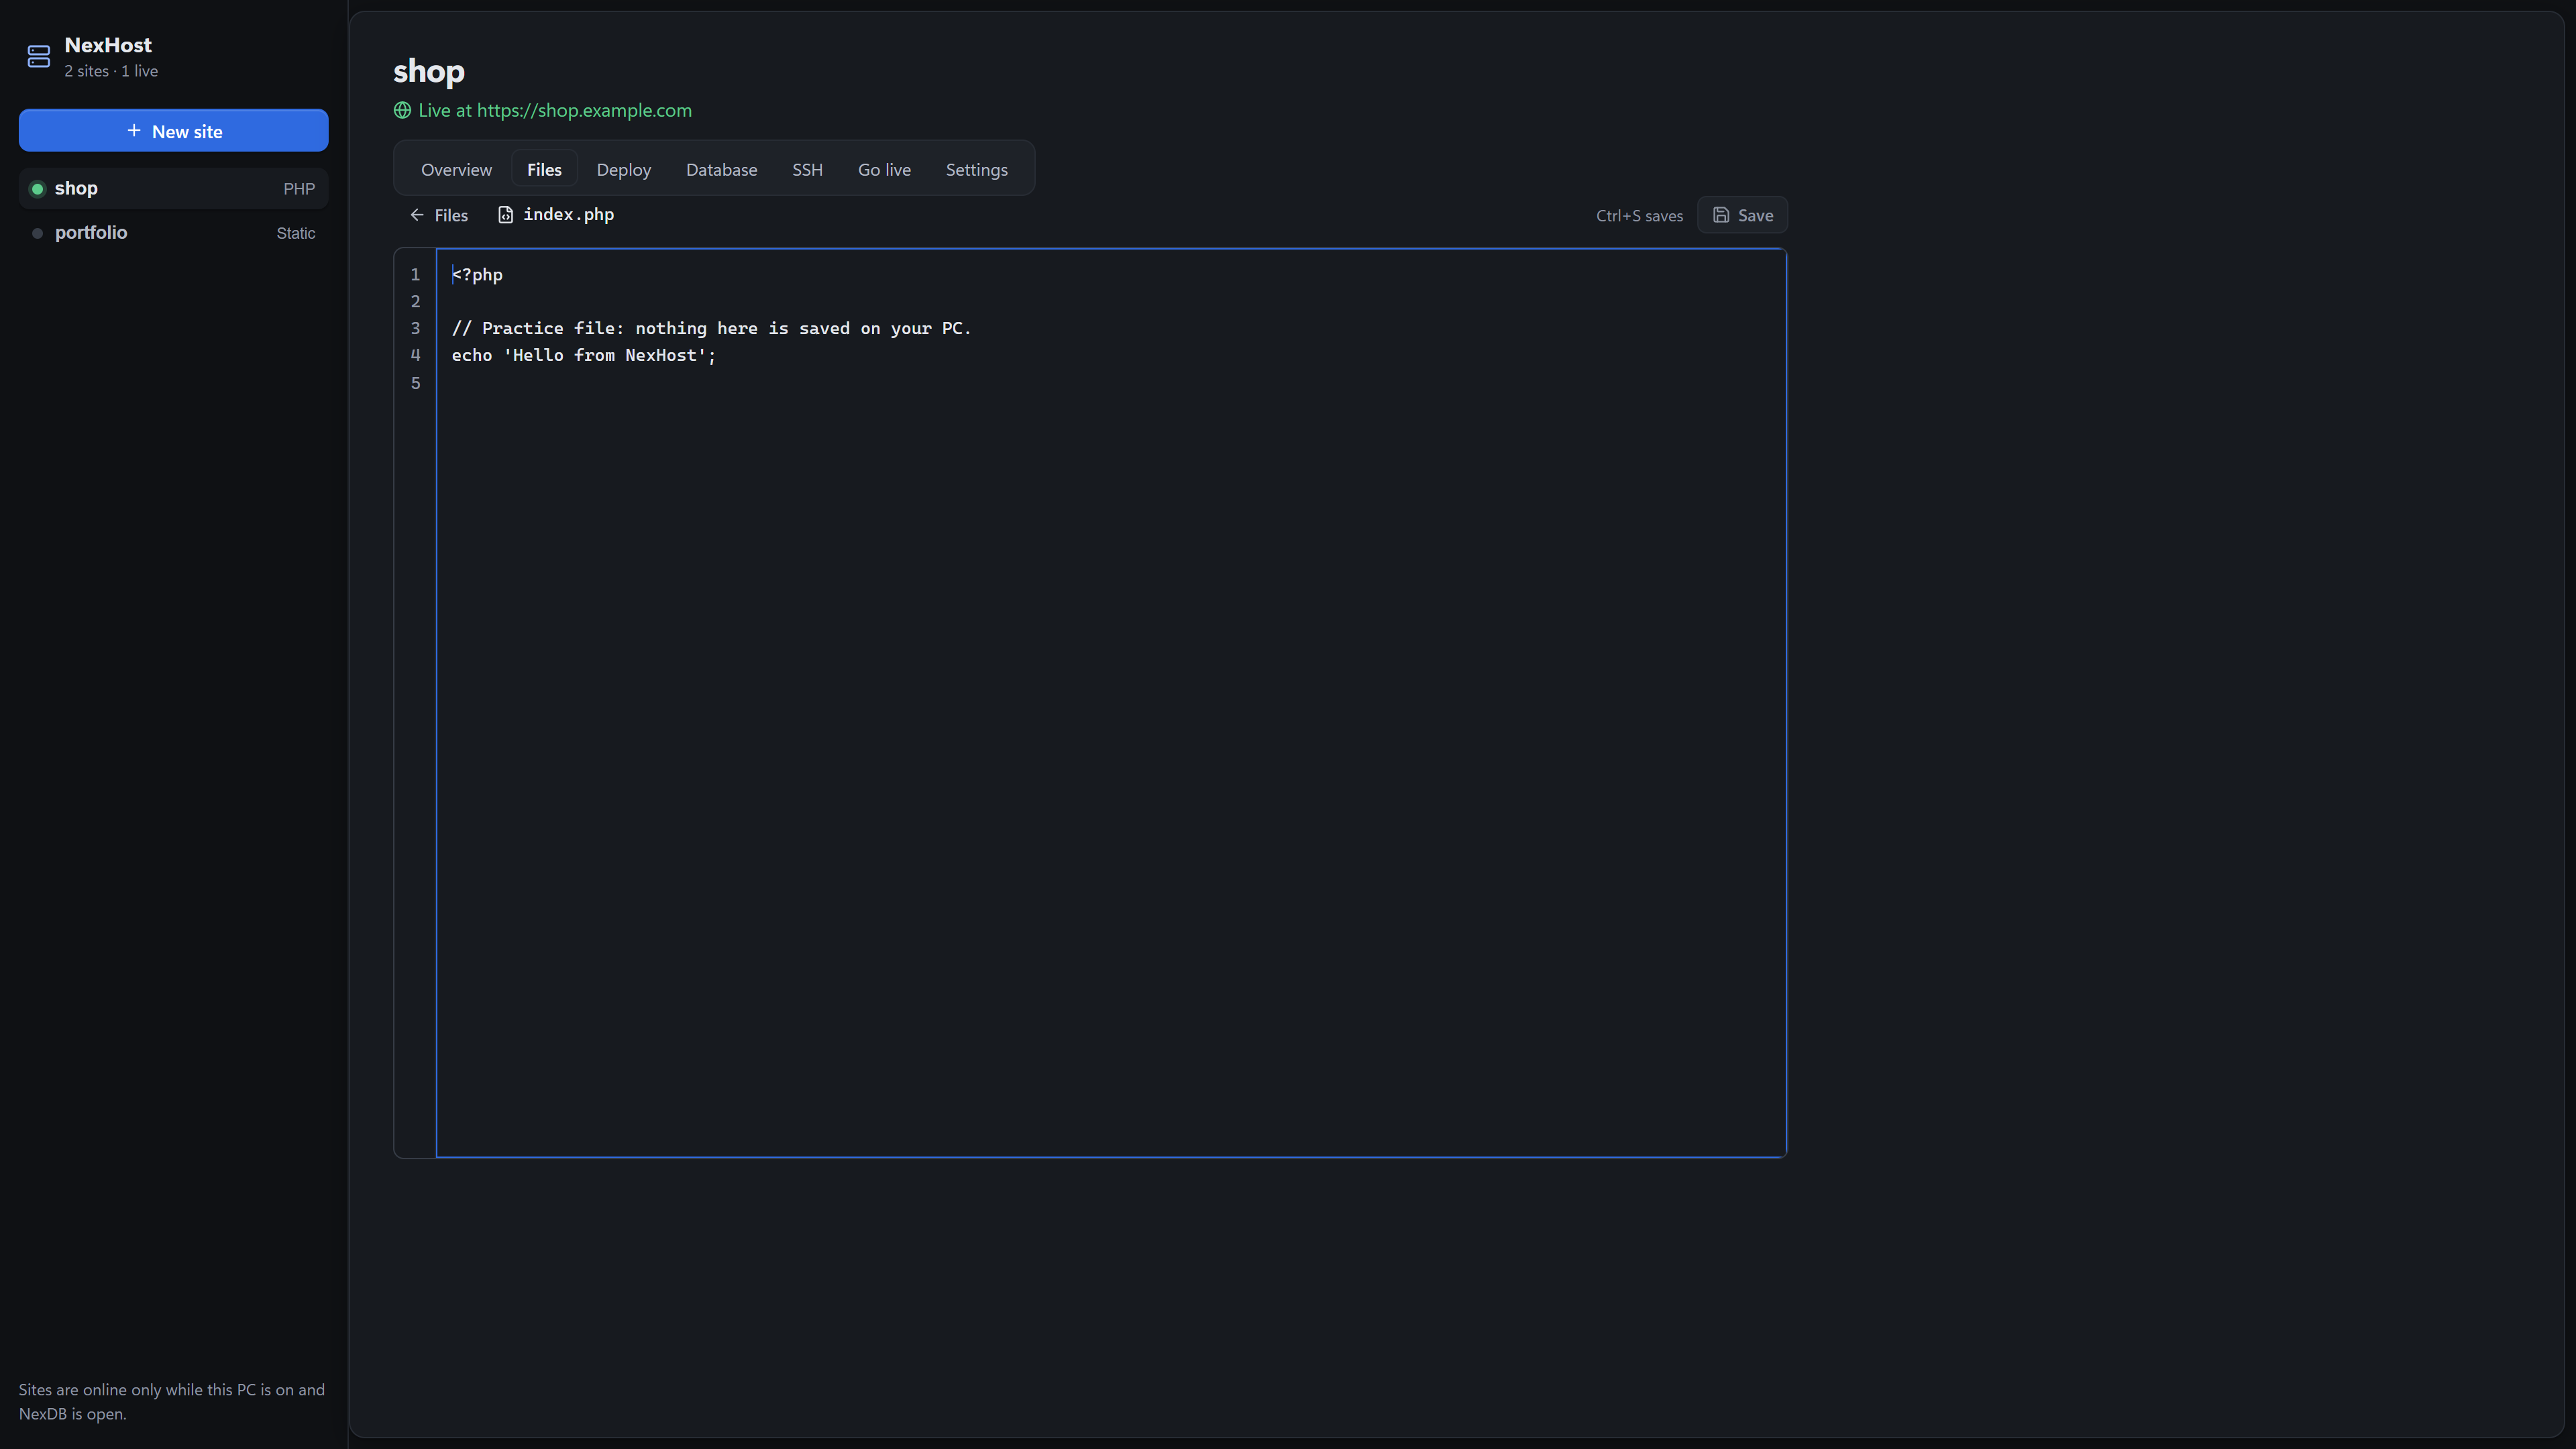 NexHost
2 sites · 1 live
+ New site
shop PHP
portfolio Static
Sites are online only while this PC is on and
NexDB is open.
shop
Live at https://shop.example.com
Overview Files Deploy Database SSH Go live Settings
← Files index.php Ctrl+S saves Save
1 <?php
2
3 // Practice file: nothing here is saved on your PC.
4 echo 'Hello from NexHost';
5